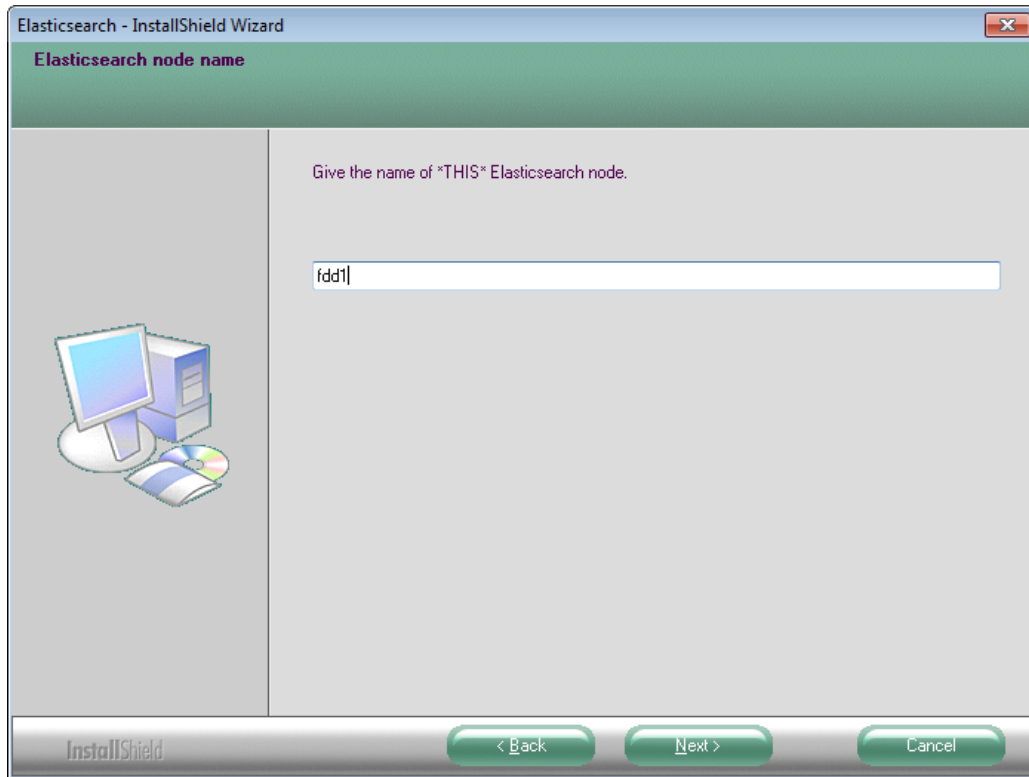 Elasticsearch - InstallShield Wizard
Elasticsearch node name
Give the name of *THIS* Elasticsearch node.
fdd1
InstallShield
< Back
Next >
Cancel